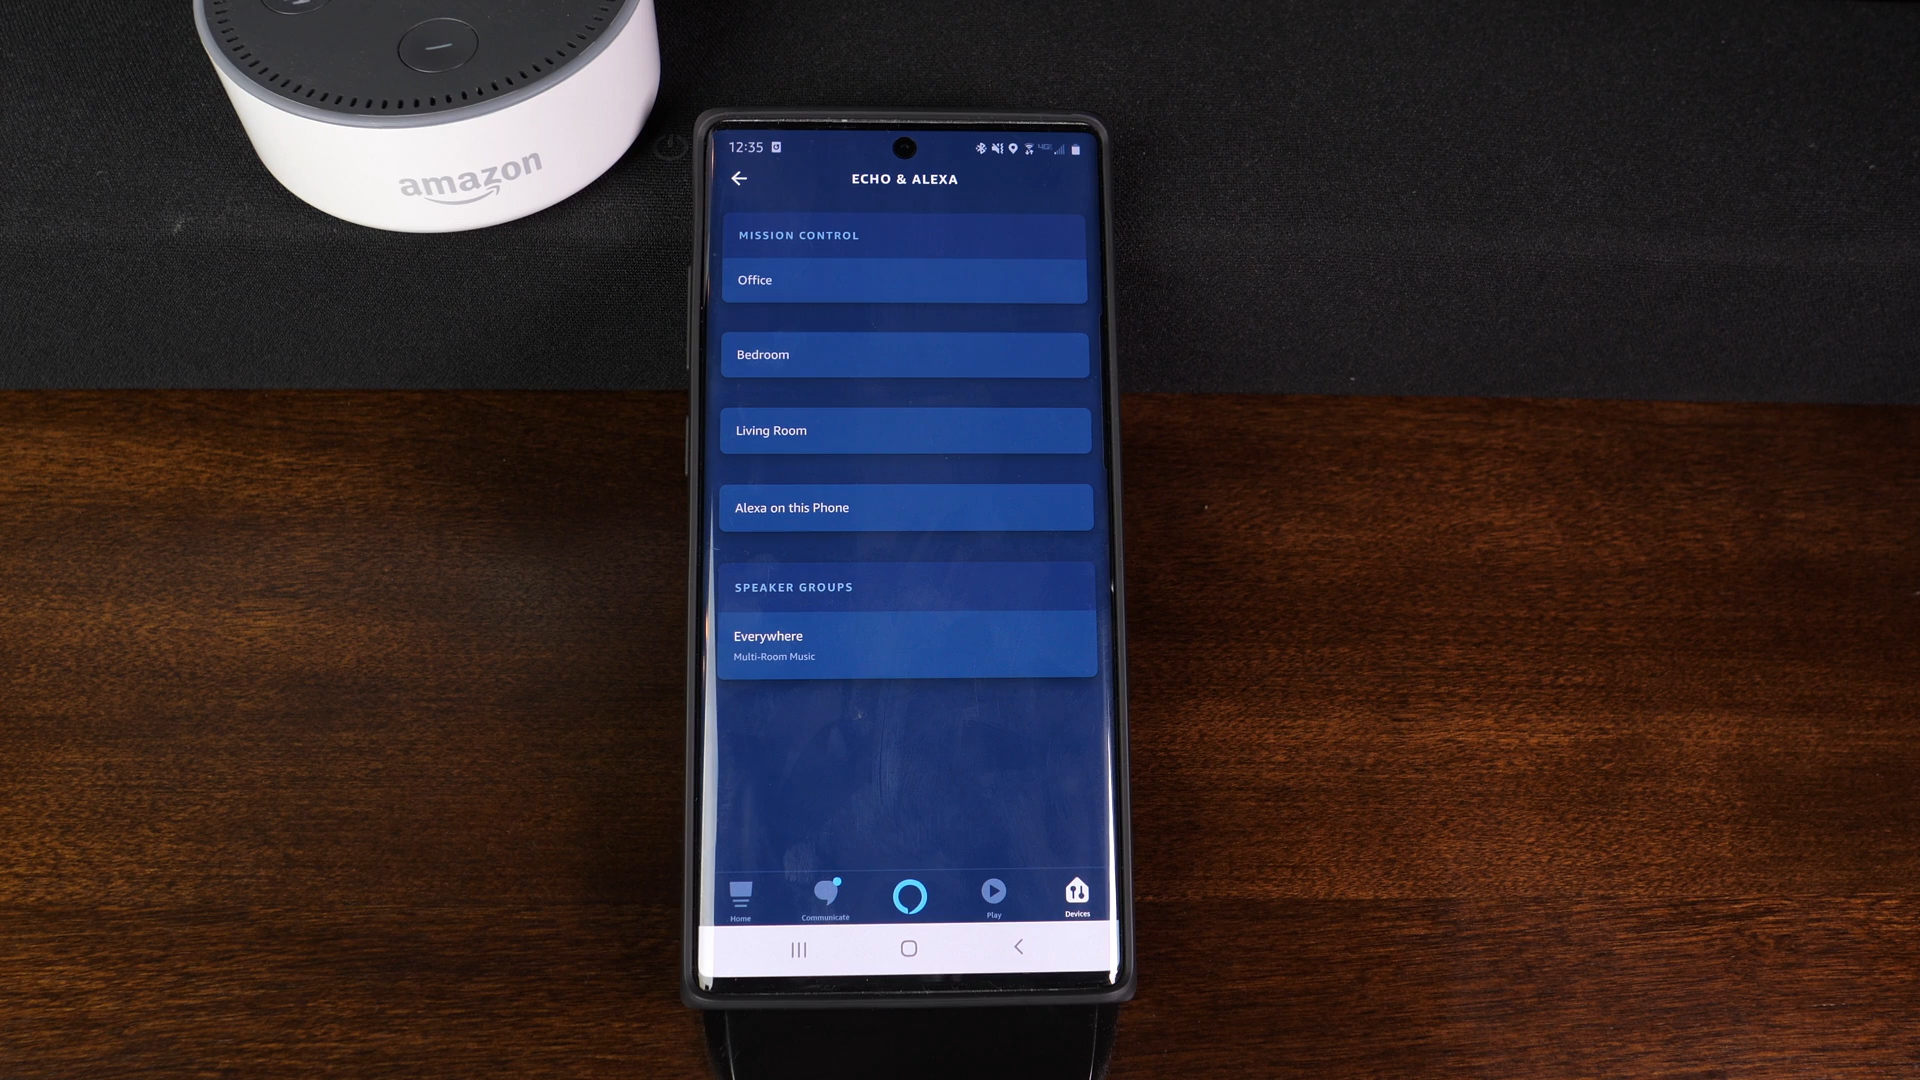 amazon
12:35
ECHO & ALEXA
MISSION CONTROL
Office
Bedroom
Living Room
Alexa on this Phone
SPEAKER GROUPS
Everywhere
Multi-Room Music
Home
Communicate
Play
Devices